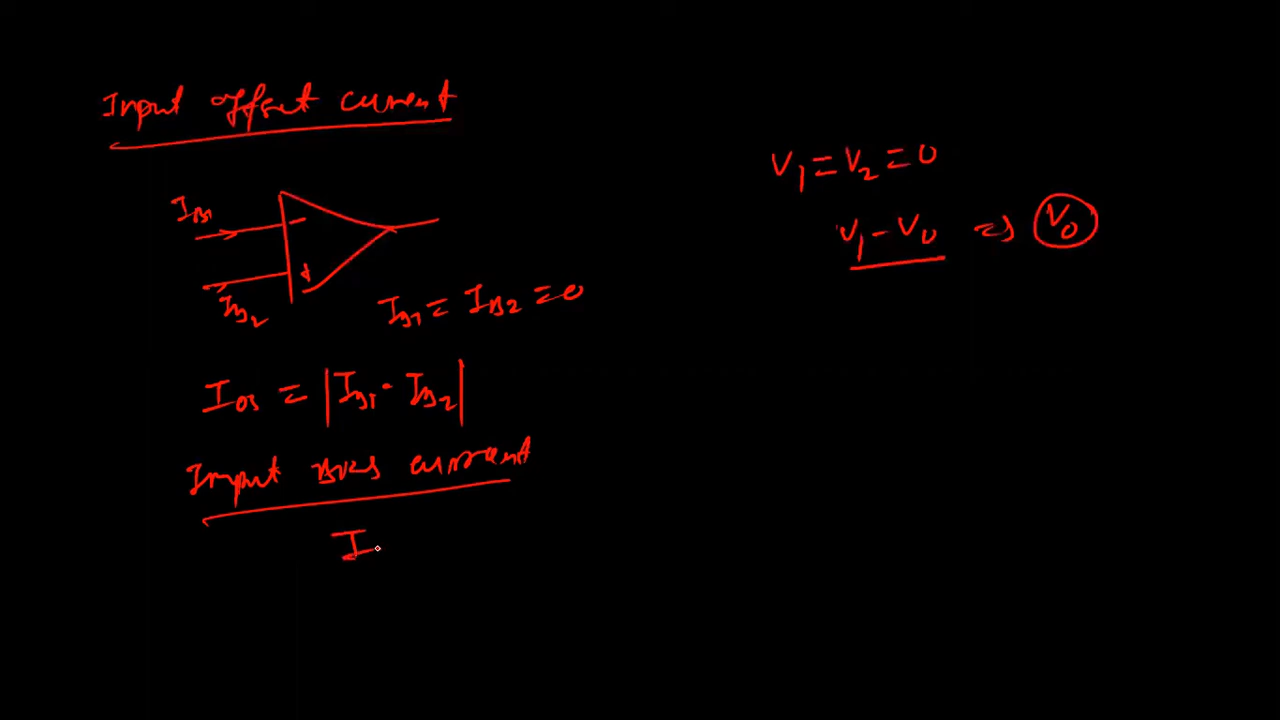 Input offset current
V1 = V2 = 0
IB1
V1 - V0 => V0
-
+
IB2
IB1 = IB2 = 0
Ios = |IB1 - IB2|
Input Bias current
I